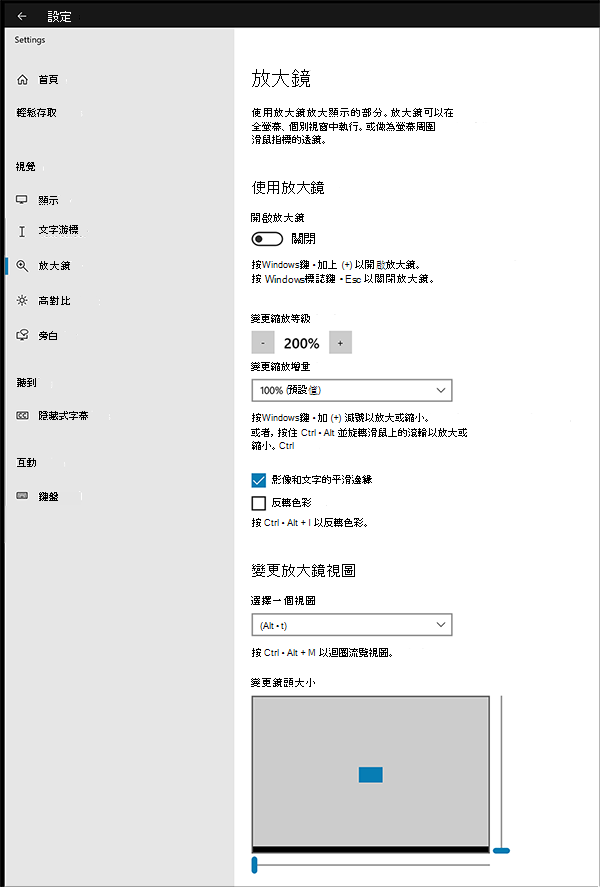 設定
Settings
首頁
輕鬆存取
視覺
顯示
文字游標
放大鏡
高對比
旁白
聽到
隱藏式字幕
互動
鍵盤
放大鏡
使用放大鏡放大顯示的部分。放大鏡可以在
全螢幕、個別視窗中執行。或做為螢幕周圍
滑鼠指標的透鏡。
使用放大鏡
開啟放大鏡
關閉
按Windows鍵 • 加上 (+) 以開啟放大鏡。
按 Windows標誌鍵 • Esc 以關閉放大鏡。
變更縮放等級
- 200% +
變更縮放增量
100% (預設值)
按Windows鍵 • 加 (+) 減號以放大或縮小。
或者，按住 Ctrl • Alt 並旋轉滑鼠上的滾輪以放大或
縮小。Ctrl
影像和文字的平滑邊緣
反轉色彩
按 Ctrl • Alt + I 以反轉色彩。
變更放大鏡視圖
選擇一個視圖
(Alt • t)
按 Ctrl • Alt + M 以迴圈流覽視圖。
變更鏡頭大小